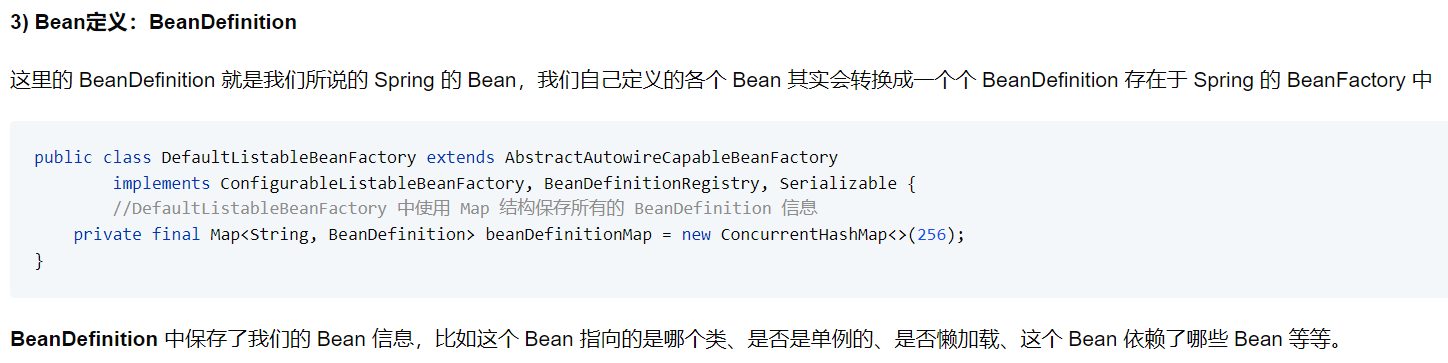 3) Bean定义：BeanDefinition
这里的 BeanDefinition 就是我们所说的 Spring 的 Bean，我们自己定义的各个 Bean 其实会转换成一个个 BeanDefinition 存在于 Spring 的 BeanFactory 中
public class DefaultListableBeanFactory extends AbstractAutowireCapableBeanFactory
        implements ConfigurableListableBeanFactory, BeanDefinitionRegistry, Serializable {
        //DefaultListableBeanFactory 中使用 Map 结构保存所有的 BeanDefinition 信息
    private final Map<String, BeanDefinition> beanDefinitionMap = new ConcurrentHashMap<>(256);
}
BeanDefinition 中保存了我们的 Bean 信息，比如这个 Bean 指向的是哪个类、是否是单例的、是否懒加载、这个 Bean 依赖了哪些 Bean 等等。